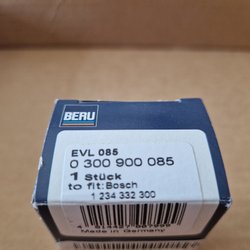 BERU
EVL 085
0 300 900 085
1 Stück
to fit:Bosch
1 234 332 300
Made in Germany